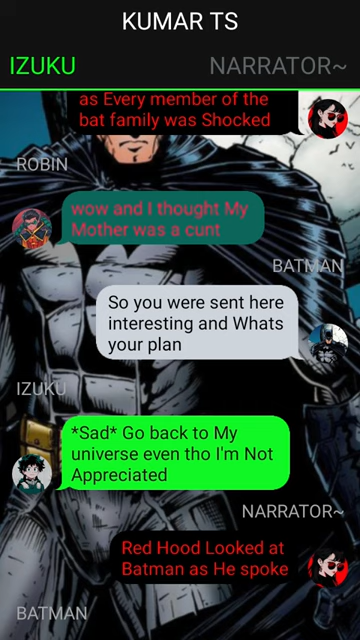 KUMAR TS
IZUKU
NARRATOR~
as Every member of the
bat family was Shocked
ROBIN
wow and I thought My
Mother was a cunt
BATMAN
So you were sent here
interesting and Whats
your plan
IZUKU
*Sad* Go back to My
universe even tho I'm Not
Appreciated
NARRATOR~
Red Hood Looked at
Batman as He spoke
BATMAN